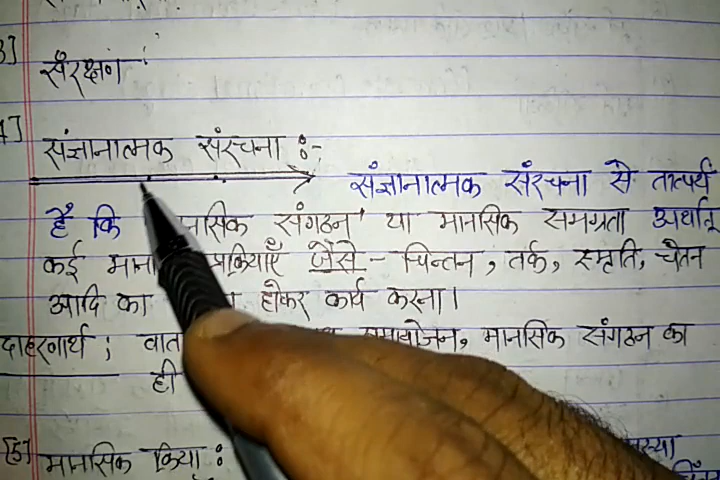 3] संरक्षण :
4] संज्ञानात्मक संरचना :-
संज्ञानात्मक संरचना से तात्पर्य
है कि संगठन या मानसिक समग्रता अर्थात्
कई प्रक्रियाएँ जैसे - चिन्तन, तर्क, स्मृति, चेतन
आदि का होकर कार्य करना।
दाहरणार्थ ; समायोजन, मानसिक संगठन का
ही
[5] मानसिक क्रिया :